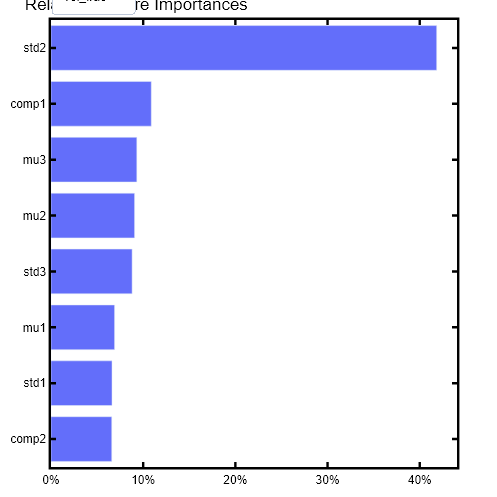 Rela re Importances
std2
comp1
mu3
mu2
std3
mu1
std1
comp2
0% 10% 20% 30% 40%